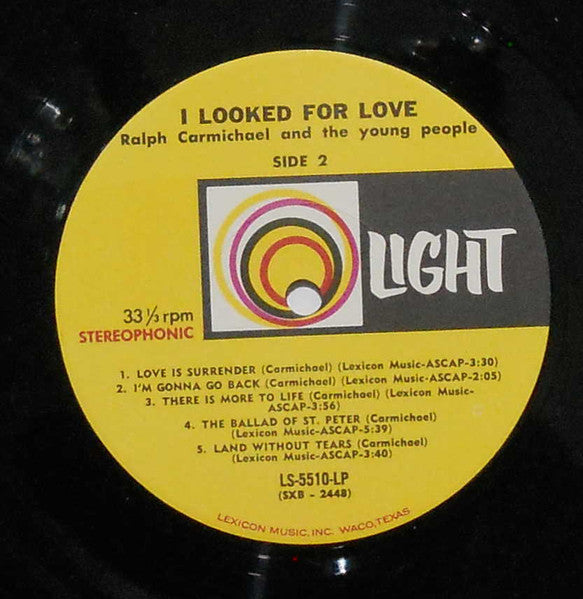 I LOOKED FOR LOVE
Ralph Carmichael and the young people
SIDE 2
LIGHT
33 ⅓ rpm
STEREOPHONIC
1. LOVE IS SURRENDER (Carmichael) (Lexicon Music-ASCAP-3:30)
2. I'M GONNA GO BACK (Carmichael) (Lexicon Music-ASCAP-2:05)
3. THERE IS MORE TO LIFE (Carmichael) (Lexicon Music-
ASCAP-3:56)
4. THE BALLAD OF ST. PETER (Carmichael)
(Lexicon Music-ASCAP-5:39)
5. LAND WITHOUT TEARS (Carmichael)
(Lexicon Music-ASCAP-3:40)
LS-5510-LP
(SXB - 2448)
LEXICON MUSIC, INC. WACO, TEXAS